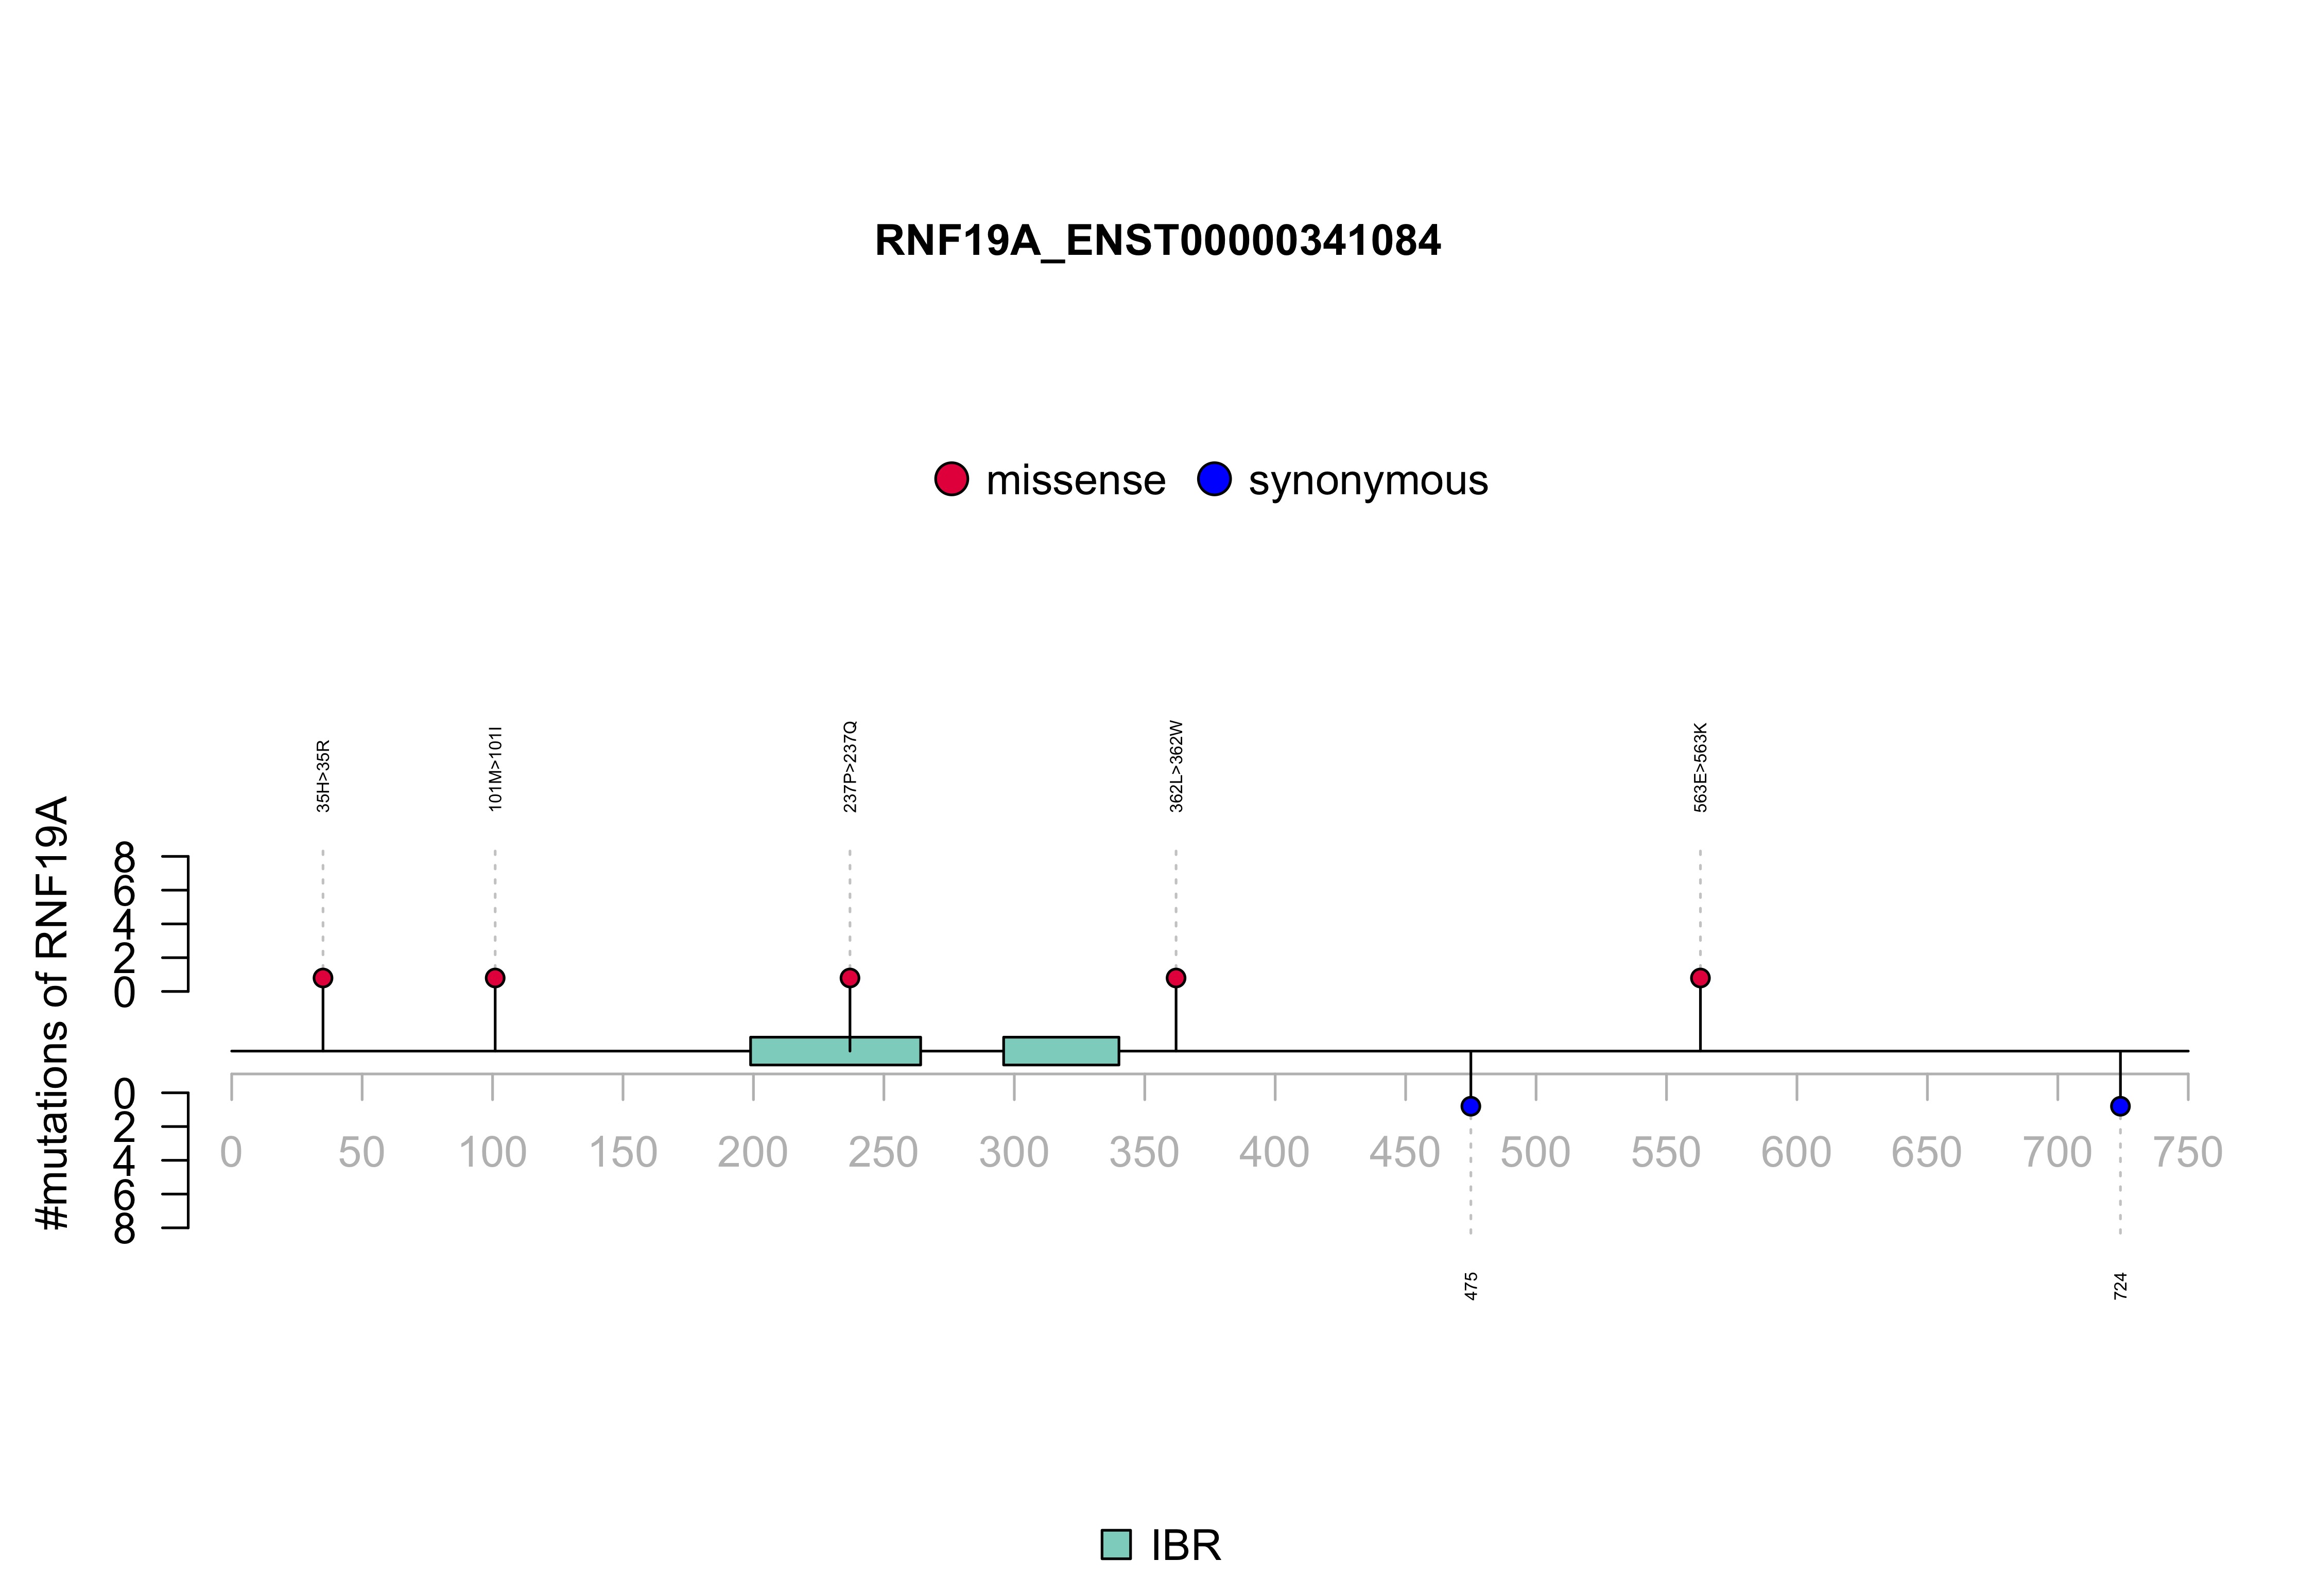 RNF19A_ENST00000341084
missense synonymous
35H>35R
101M>101I
237P>237Q
362L>362W
563E>563K
#mutations of RNF19A
8
6
4
2
0
0
2
4
6
8
0 50 100 150 200 250 300 350 400 450 500 550 600 650 700 750
475
724
IBR